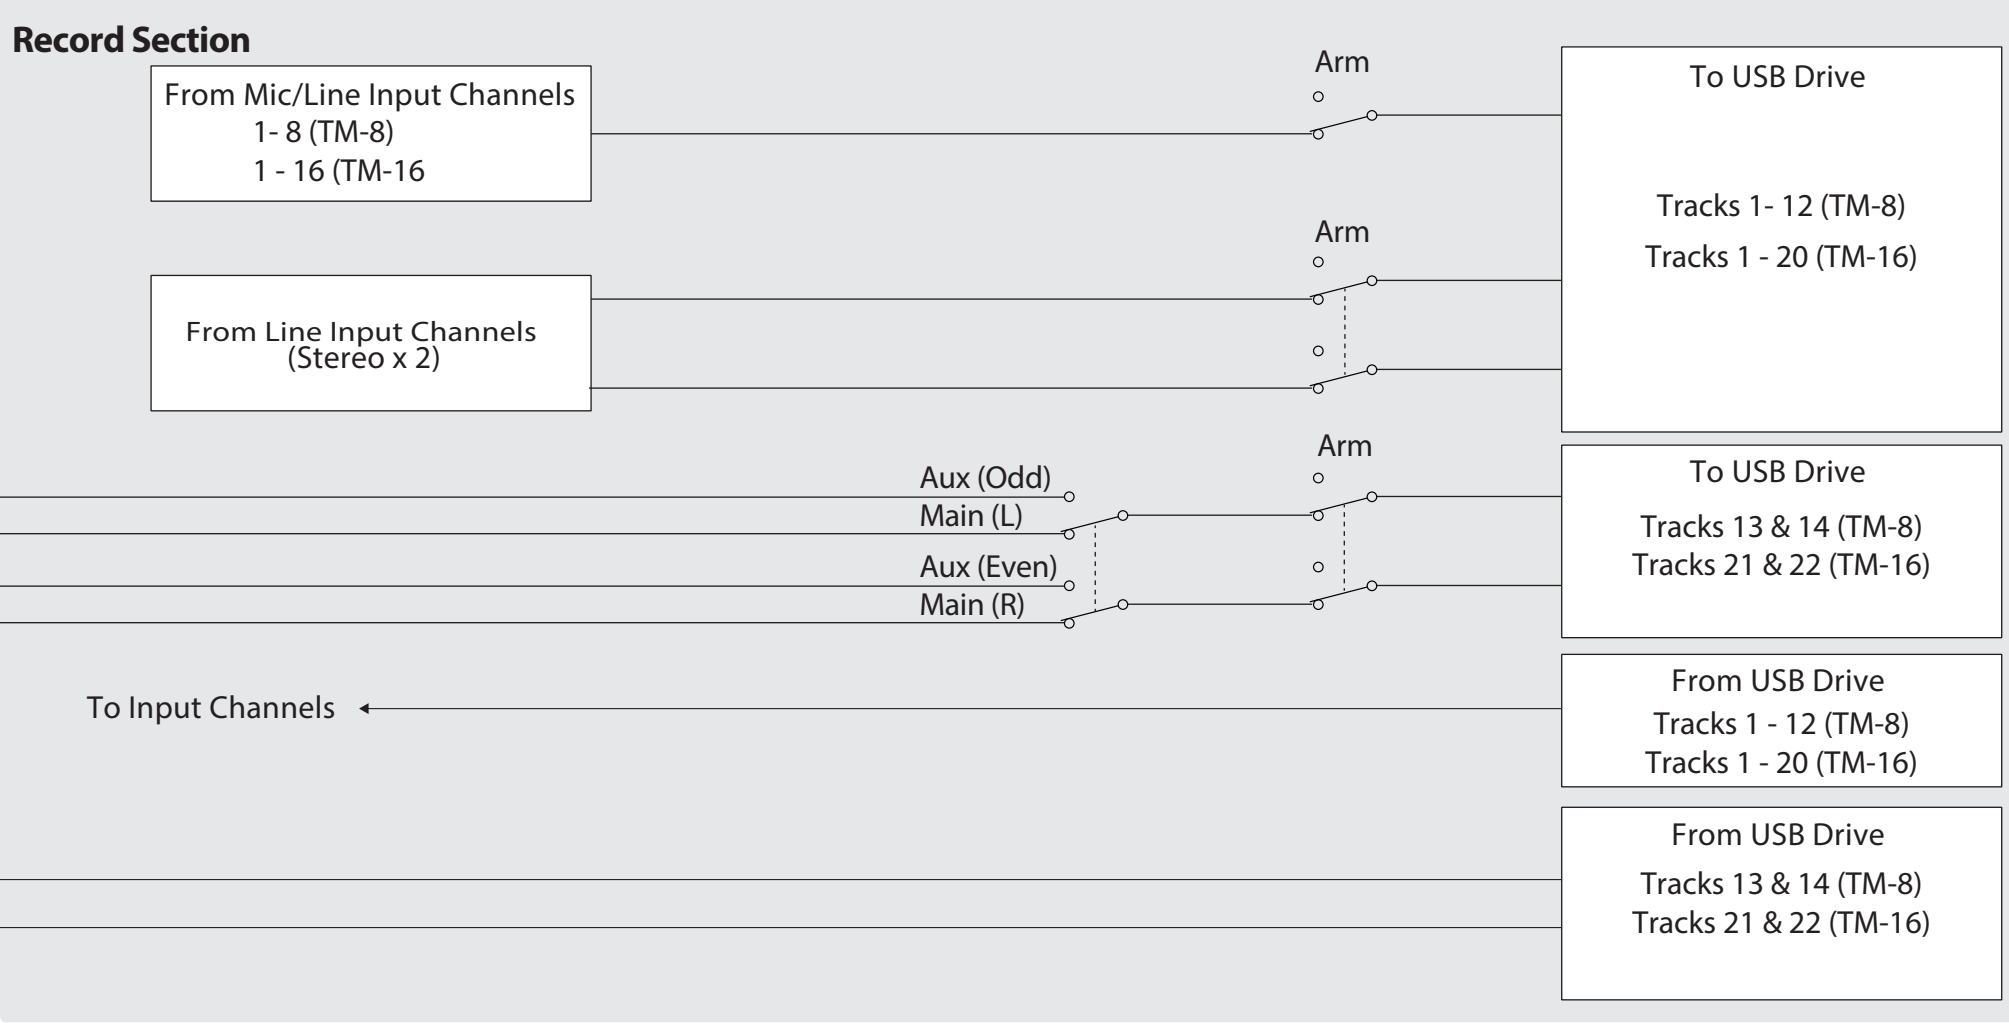 Record Section
From Mic/Line Input Channels
1- 8 (TM-8)
1 - 16 (TM-16
Arm
To USB Drive
Tracks 1- 12 (TM-8)
Tracks 1 - 20 (TM-16)
Arm
From Line Input Channels
(Stereo x 2)
Arm
Aux (Odd)
Main (L)
Aux (Even)
Main (R)
To USB Drive
Tracks 13 & 14 (TM-8)
Tracks 21 & 22 (TM-16)
To Input Channels
From USB Drive
Tracks 1 - 12 (TM-8)
Tracks 1 - 20 (TM-16)
From USB Drive
Tracks 13 & 14 (TM-8)
Tracks 21 & 22 (TM-16)